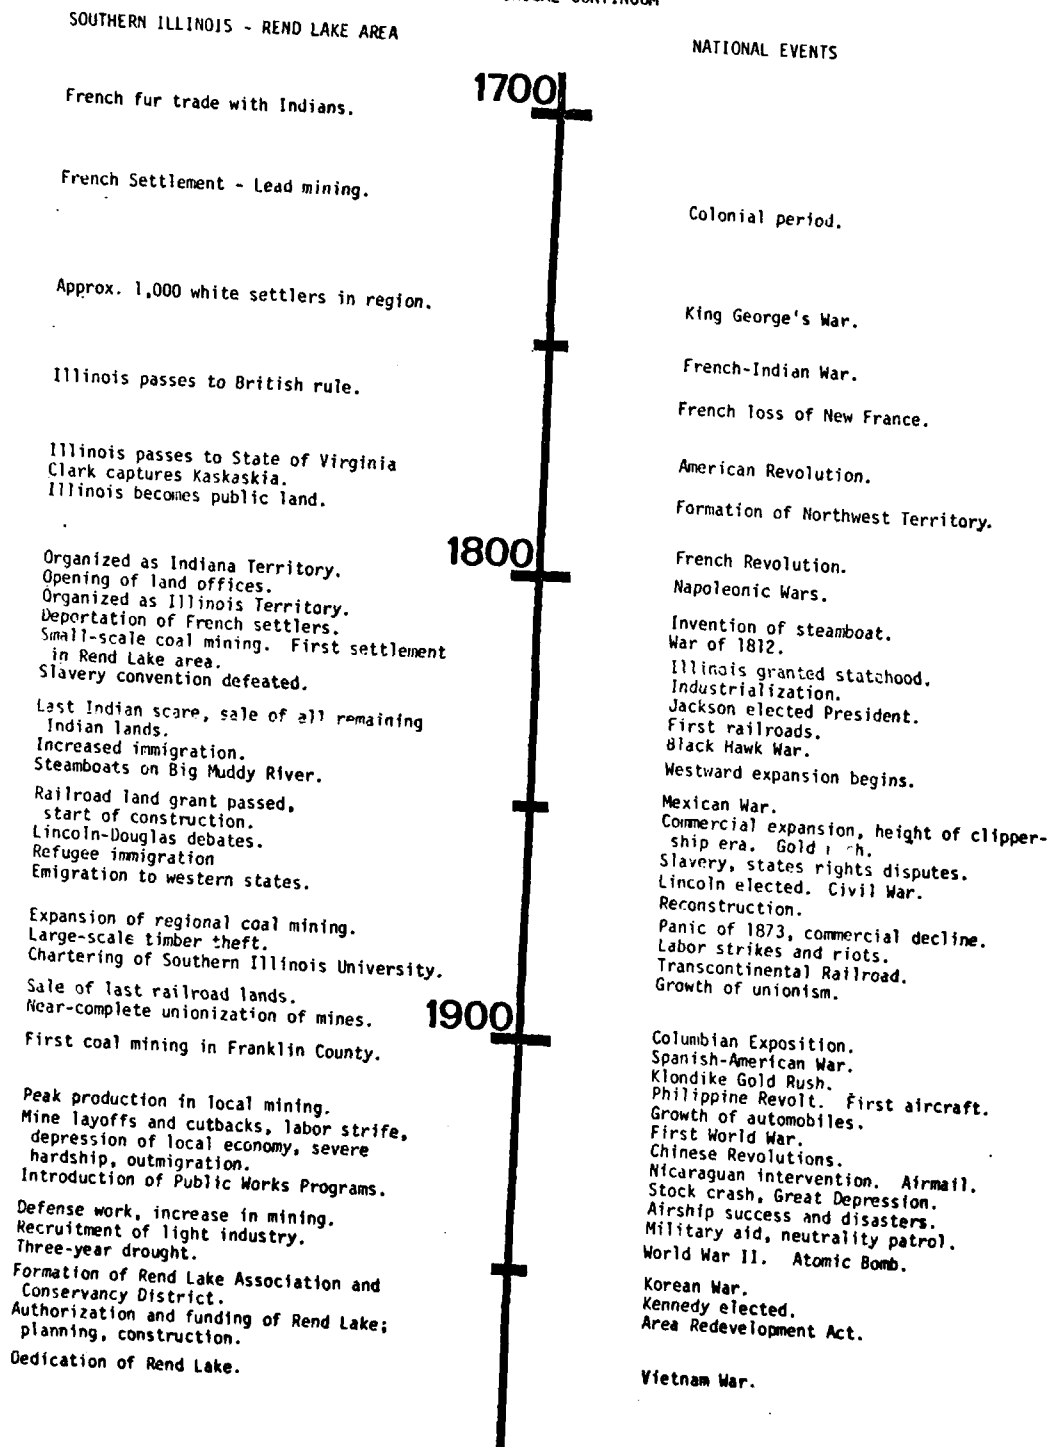 SOUTHERN ILLINOIS - REND LAKE AREA
French fur trade with Indians.
French Settlement - Lead mining.
Approx. 1,000 white settlers in region.
Illinois passes to British rule.
Illinois passes to State of Virginia
Clark captures Kaskaskia.
Illinois becomes public land.
Organized as Indiana Territory.
Opening of land offices.
Organized as Illinois Territory.
Deportation of French settlers.
Small-scale coal mining. First settlement
in Rend Lake area.
Slavery convention defeated.
Last Indian scare, sale of all remaining
Indian lands.
Increased immigration.
Steamboats on Big Muddy River.
Railroad land grant passed,
start of construction.
Lincoln-Douglas debates.
Refugee immigration
Emigration to western states.
Expansion of regional coal mining.
Large-scale timber theft.
Chartering of Southern Illinois University.
Sale of last railroad lands.
Near-complete unionization of mines.
First coal mining in Franklin County.
Peak production in local mining.
Mine layoffs and cutbacks, labor strife,
depression of local economy, severe
hardship, outmigration.
Introduction of Public Works Programs.
Defense work, increase in mining.
Recruitment of light industry.
Three-year drought.
Formation of Rend Lake Association and
Conservancy District.
Authorization and funding of Rend Lake;
planning, construction.
Dedication of Rend Lake.
1700
1800
1900
NATIONAL EVENTS
Colonial period.
King George's War.
French-Indian War.
French loss of New France.
American Revolution.
Formation of Northwest Territory.
French Revolution.
Napoleonic Wars.
Invention of steamboat.
War of 1812.
Illinois granted statehood.
Industrialization.
Jackson elected President.
First railroads.
Black Hawk War.
Westward expansion begins.
Mexican War.
Commercial expansion, height of clipper-
ship era. Gold
Slavery, states rights disputes.
Lincoln elected. Civil War.
Reconstruction.
Panic of 1873, commercial decline.
Labor strikes and riots.
Transcontinental Railroad.
Growth of unionism.
Columbian Exposition.
Spanish-American War.
Klondike Gold Rush.
Philippine Revolt. First aircraft.
Growth of automobiles.
First World War.
Chinese Revolutions.
Nicaraguan intervention. Airmail.
Stock crash, Great Depression.
Airship success and disasters.
Military aid, neutrality patrol.
World War II. Atomic Bomb.
Korean War.
Kennedy elected.
Area Redevelopment Act.
Vietnam War.